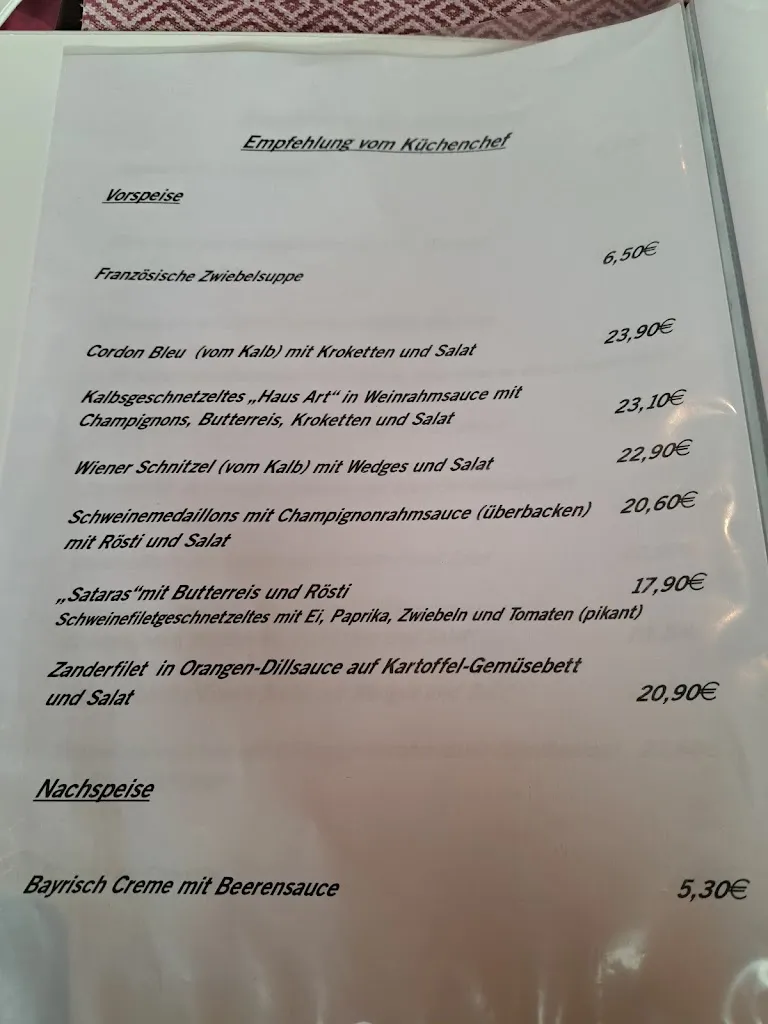 Empfehlung vom Küchenchef
Vorspeise
Französische Zwiebelsuppe 6,50€
Cordon Bleu (vom Kalb) mit Kroketten und Salat 23,90€
Kalbsgeschnetzeltes „Haus Art“ in Weinrahmsauce mit
Champignons, Butterreis, Kroketten und Salat 23,10€
Wiener Schnitzel (vom Kalb) mit Wedges und Salat 22,90€
Schweinemedaillons mit Champignonrahmsauce (überbacken) 20,60€
mit Rösti und Salat
„Sataras“mit Butterreis und Rösti 17,90€
Schweinefiletgeschnetzeltes mit Ei, Paprika, Zwiebeln und Tomaten (pikant)
Zanderfilet in Orangen-Dillsauce auf Kartoffel-Gemüsebett
und Salat 20,90€
Nachspeise
Bayrisch Creme mit Beerensauce 5,30€